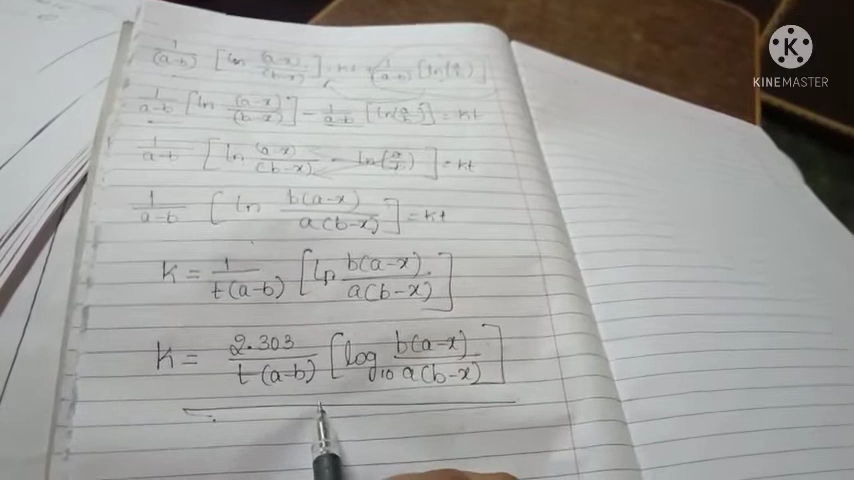 1/(a-b) [ln (a-x)/(b-x)] = kt + 1/(a-b) [ln(a/b)]
1/a-b [ln (a-x)/(b-x)] - 1/a-b [ln(a/b)] = kt
1/a-b [ln (a-x)/(b-x) - ln(a/b)] = kt
1/a-b [ln b(a-x)/a(b-x)] = kt
K = 1/t(a-b) [ln b(a-x)/a(b-x)]
K = 2.303/t(a-b) [log₁₀ b(a-x)/a(b-x)]
K
KINEMASTER